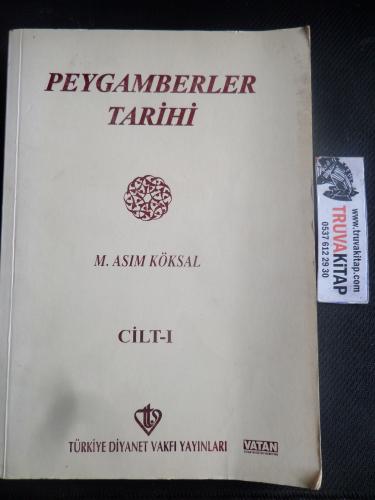 PEYGAMBERLER
TARİHİ
M. ASIM KÖKSAL
CİLT-I
TÜRKİYE DİYANET VAKFI YAYINLARI
VATAN
www.truvakitap.com
TRUVAKİTAP
0537 612 29 30